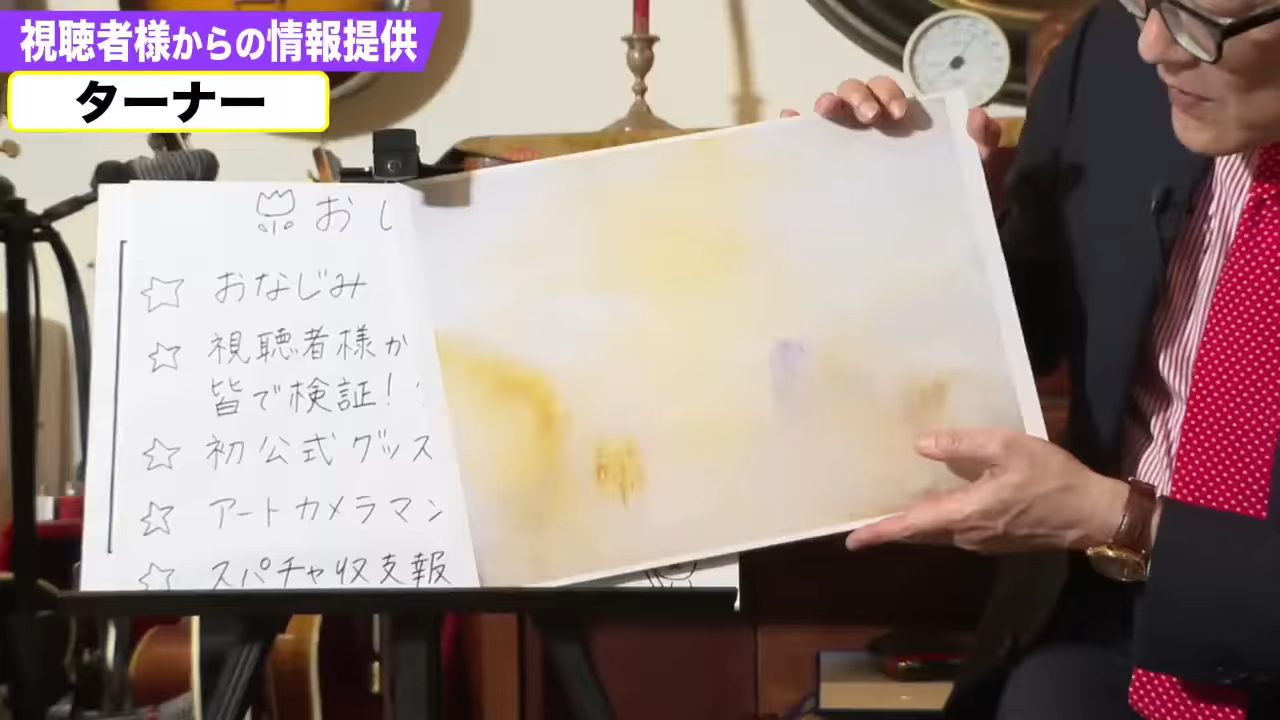 視聴者様からの情報提供
ターナー
おし
おなじみ
視聴者様か
皆で検証！
初公式グッズ
アートカメラマン
スパチャ収支報